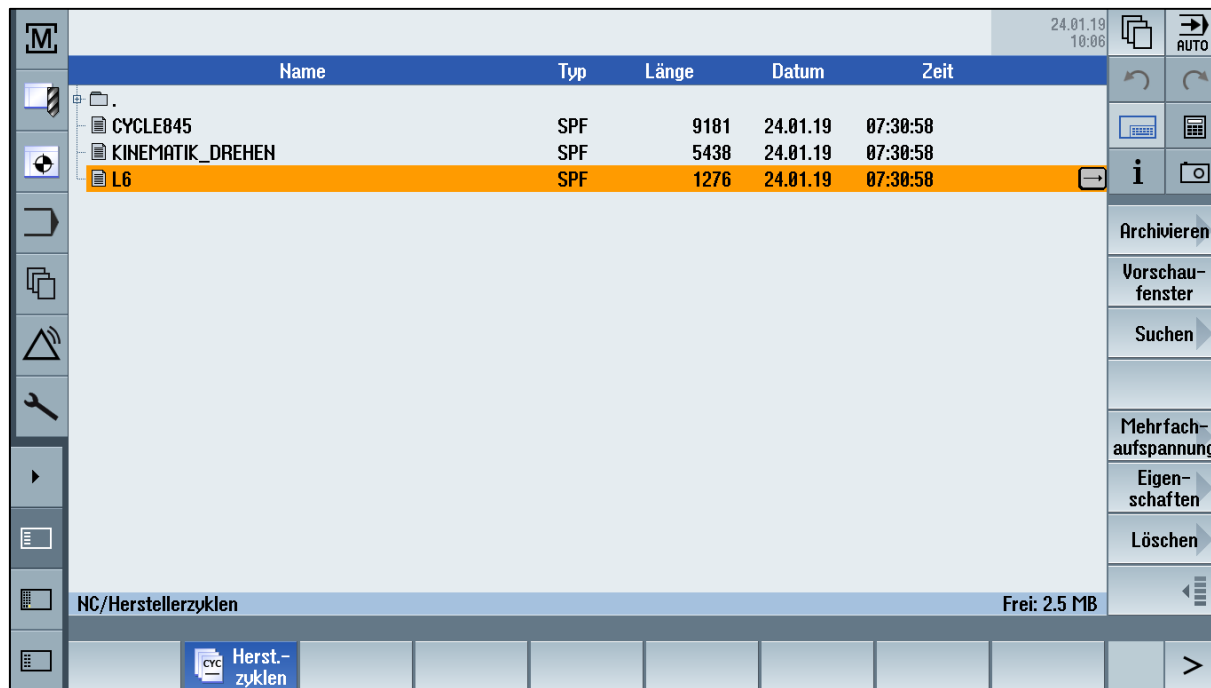 M
24.01.19
10:06
AUTO
Name Typ Länge Datum Zeit
.
CYCLE845 SPF 9181 24.01.19 07:30:58
KINEMATIK_DREHEN SPF 5438 24.01.19 07:30:58
L6 SPF 1276 24.01.19 07:30:58
i
Archivieren
Vorschau-
fenster
Suchen
Mehrfach-
aufspannung
Eigen-
schaften
Löschen
NC/Herstellerzyklen Frei: 2.5 MB
CYC Herst.-
zyklen
>